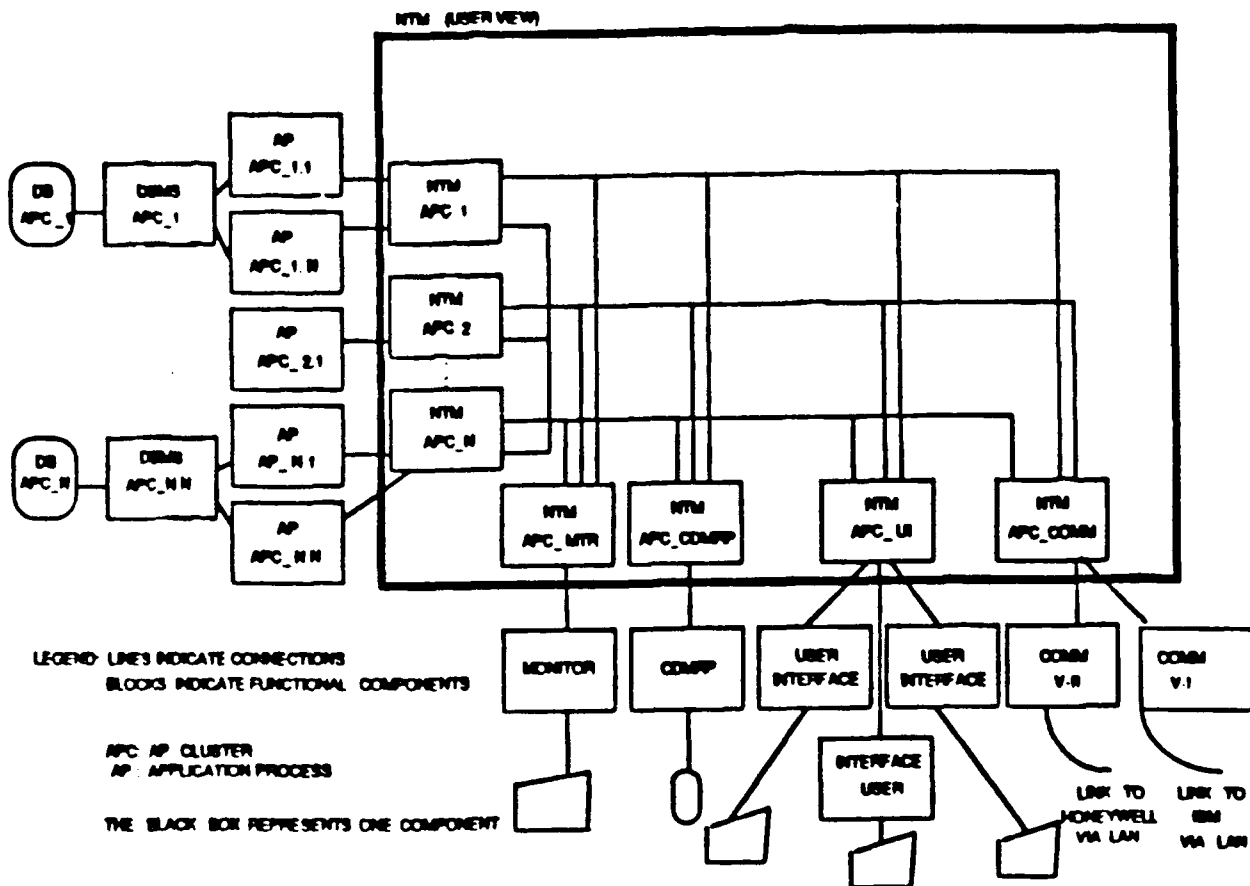 NTM (USER VIEW)
AP
APC_1.1
DB
APC_1
DBMS
APC_1
AP
APC_1.N
NTM
APC 1
NTM
APC 2
AP
APC_2.1
NTM
APC_N
AP
AP_N.1
DB
APC_N
DBMS
APC_N.N
AP
APC_N.N
NTM
APC_MTR
NTM
APC_CDMRP
NTM
APC_UI
NTM
APC_COMM
LEGEND: LINES INDICATE CONNECTIONS
BLOCKS INDICATE FUNCTIONAL COMPONENTS
MONITOR
CDMRP
USER
INTERFACE
USER
INTERFACE
COMM
V-II
COMM
V-I
APC: AP CLUSTER
AP: APPLICATION PROCESS
INTERFACE
USER
THE BLACK BOX REPRESENTS ONE COMPONENT
LINK TO
HONEYWELL
VIA LAN
LINK TO
IBM
VIA LAN